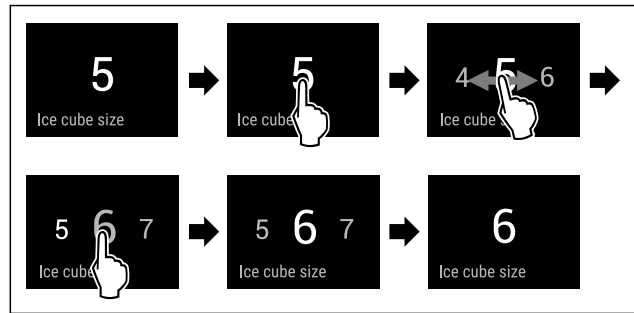 5
Ice cube size
5
Ice cub
4 5 6
Ice cube s
5 6 7
Ice cube
5 6 7
Ice cube size
6
Ice cube size